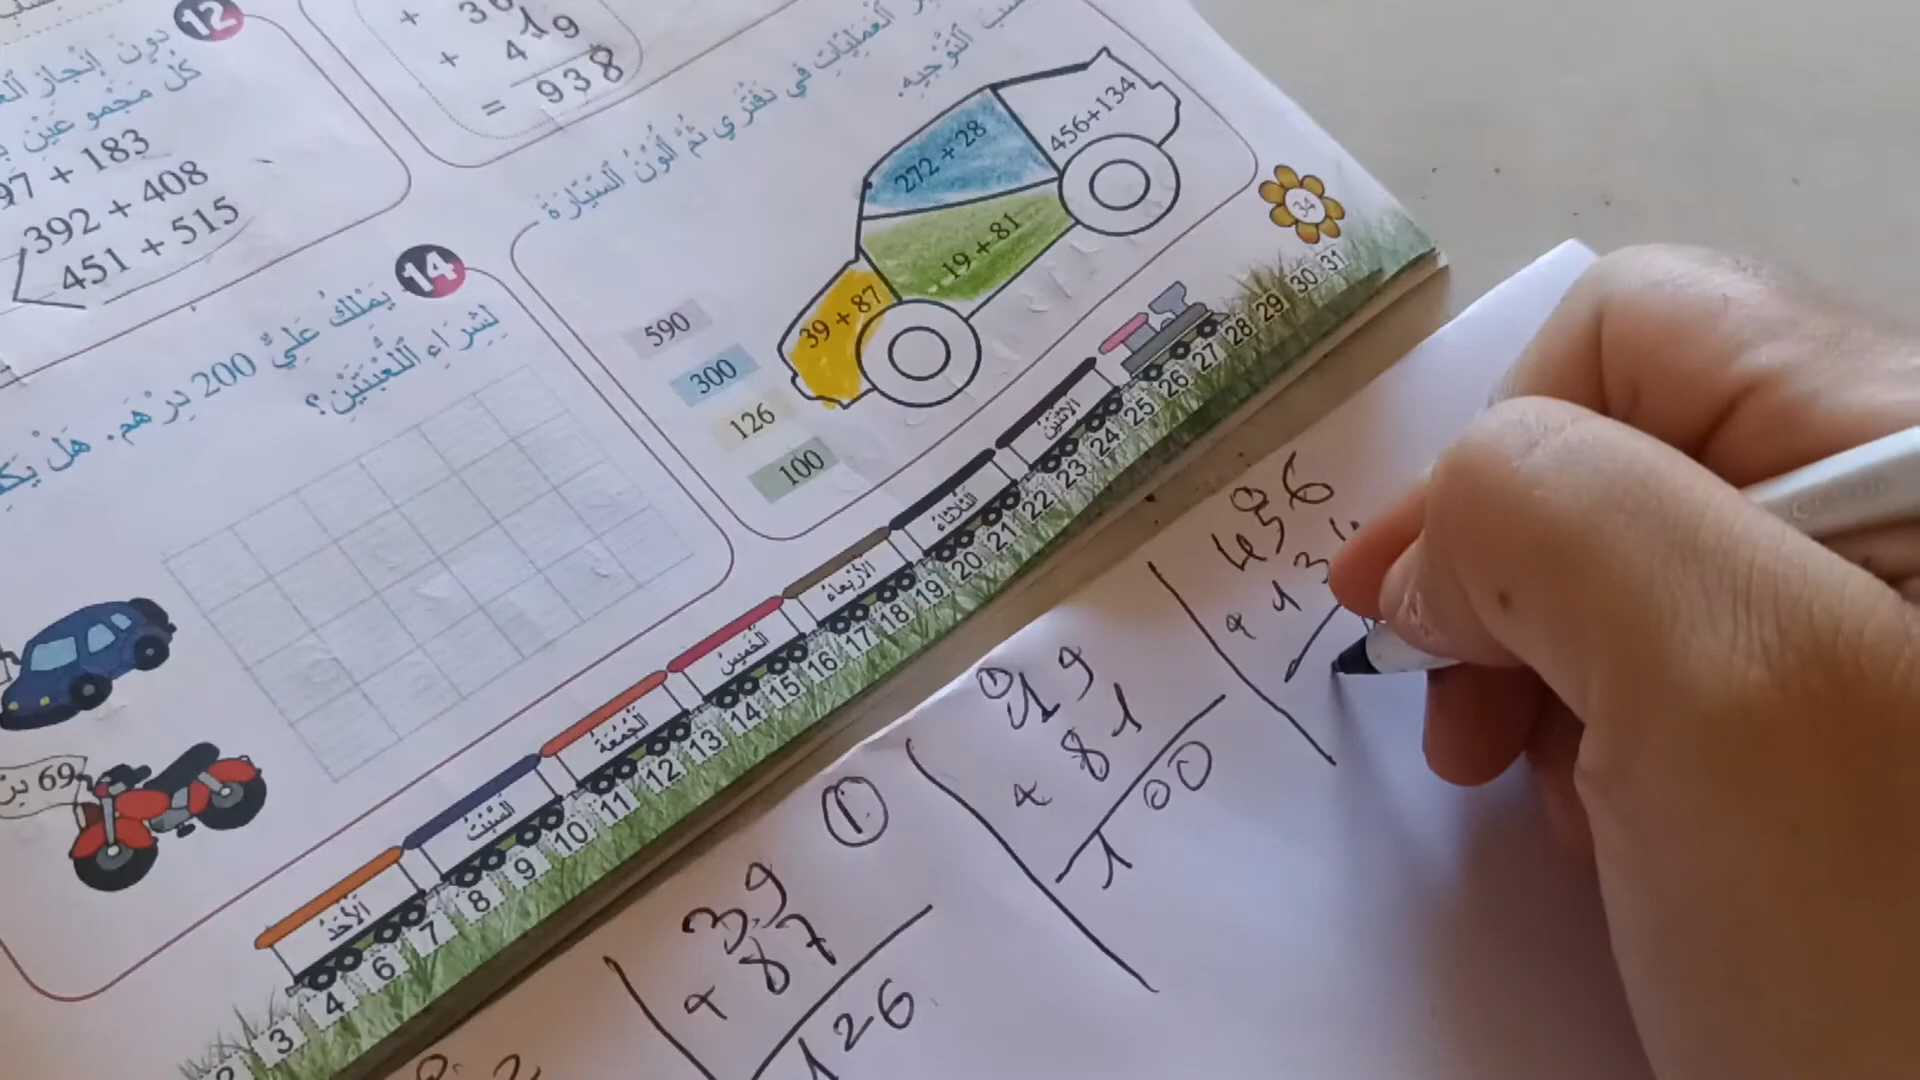 12
دون إنجاز
كل مجموعتين
97 + 183
392 + 408
451 + 515
+ 419
= 938
العمليات في دفتري ثم ألون السيارة
حسب التوجيه.
272 + 28
456+134
19 + 81
39 + 87
590
300
126
100
34
14
يملك علي 200 درهم. هل
لشراء اللعبتين؟
69
الأحد
السبت
الجمعة
الخميس
الأربعاء
الثلاثاء
الاثنين
3 4 6 7 8 9 10 11 12 13 14 15 16 17 18 19 20 21 22 23 24 25 26 27 28 29 30 31
39
+ 87
126
1
1
19
+ 81
100
1
456
+ 13